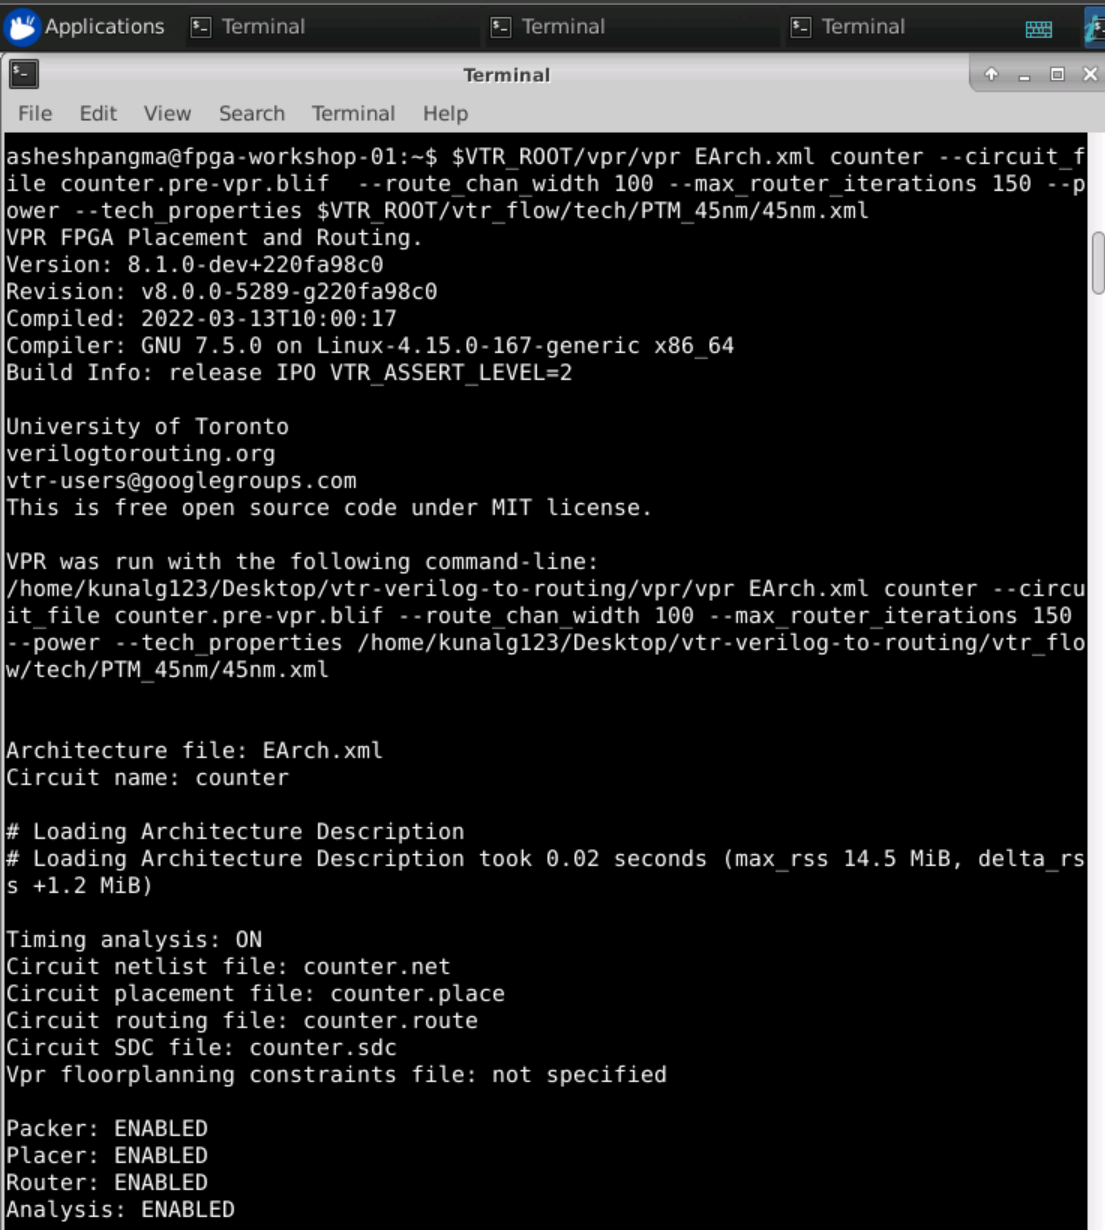 Applications Terminal Terminal Terminal
Terminal
File Edit View Search Terminal Help
asheshpangma@fpga-workshop-01:~$ $VTR_ROOT/vpr/vpr EArch.xml counter --circuit_f
ile counter.pre-vpr.blif  --route_chan_width 100 --max_router_iterations 150 --p
ower --tech_properties $VTR_ROOT/vtr_flow/tech/PTM_45nm/45nm.xml
VPR FPGA Placement and Routing.
Version: 8.1.0-dev+220fa98c0
Revision: v8.0.0-5289-g220fa98c0
Compiled: 2022-03-13T10:00:17
Compiler: GNU 7.5.0 on Linux-4.15.0-167-generic x86_64
Build Info: release IPO VTR_ASSERT_LEVEL=2
University of Toronto
verilogtorouting.org
vtr-users@googlegroups.com
This is free open source code under MIT license.
VPR was run with the following command-line:
/home/kunalg123/Desktop/vtr-verilog-to-routing/vpr/vpr EArch.xml counter --circu
it_file counter.pre-vpr.blif --route_chan_width 100 --max_router_iterations 150
--power --tech_properties /home/kunalg123/Desktop/vtr-verilog-to-routing/vtr_flo
w/tech/PTM_45nm/45nm.xml
Architecture file: EArch.xml
Circuit name: counter
# Loading Architecture Description
# Loading Architecture Description took 0.02 seconds (max_rss 14.5 MiB, delta_rs
s +1.2 MiB)
Timing analysis: ON
Circuit netlist file: counter.net
Circuit placement file: counter.place
Circuit routing file: counter.route
Circuit SDC file: counter.sdc
Vpr floorplanning constraints file: not specified
Packer: ENABLED
Placer: ENABLED
Router: ENABLED
Analysis: ENABLED